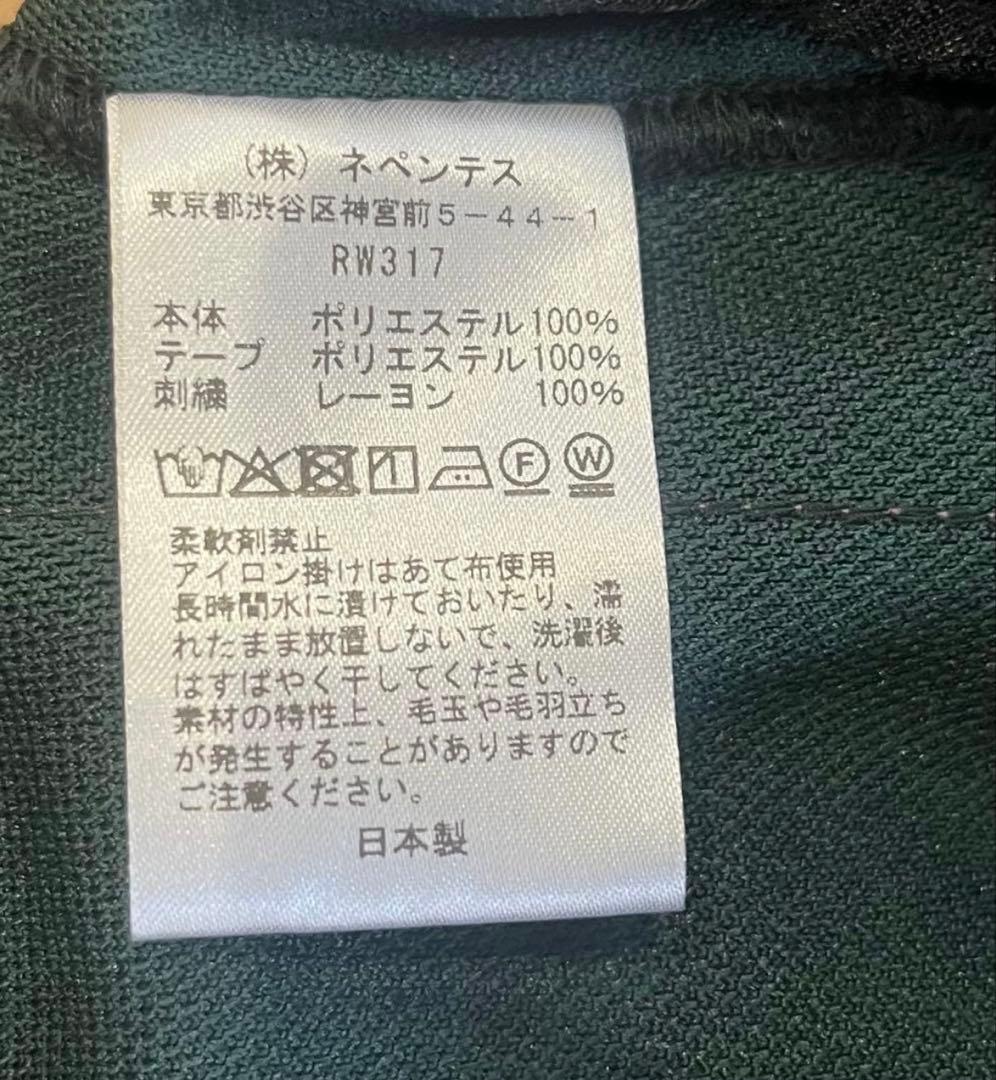 (株) ネペンテス
東京都渋谷区神宮前5-44-1
RW317
本体 ポリエステル100%
テープ ポリエステル100%
刺繍 レーヨン 100%
F W
柔軟剤禁止
アイロン掛けはあて布使用
長時間水に漬けておいたり、濡
れたまま放置しないで、洗濯後
はすばやく干してください。
素材の特性上、毛玉や毛羽立ち
が発生することがありますので
ご注意ください。
日本製